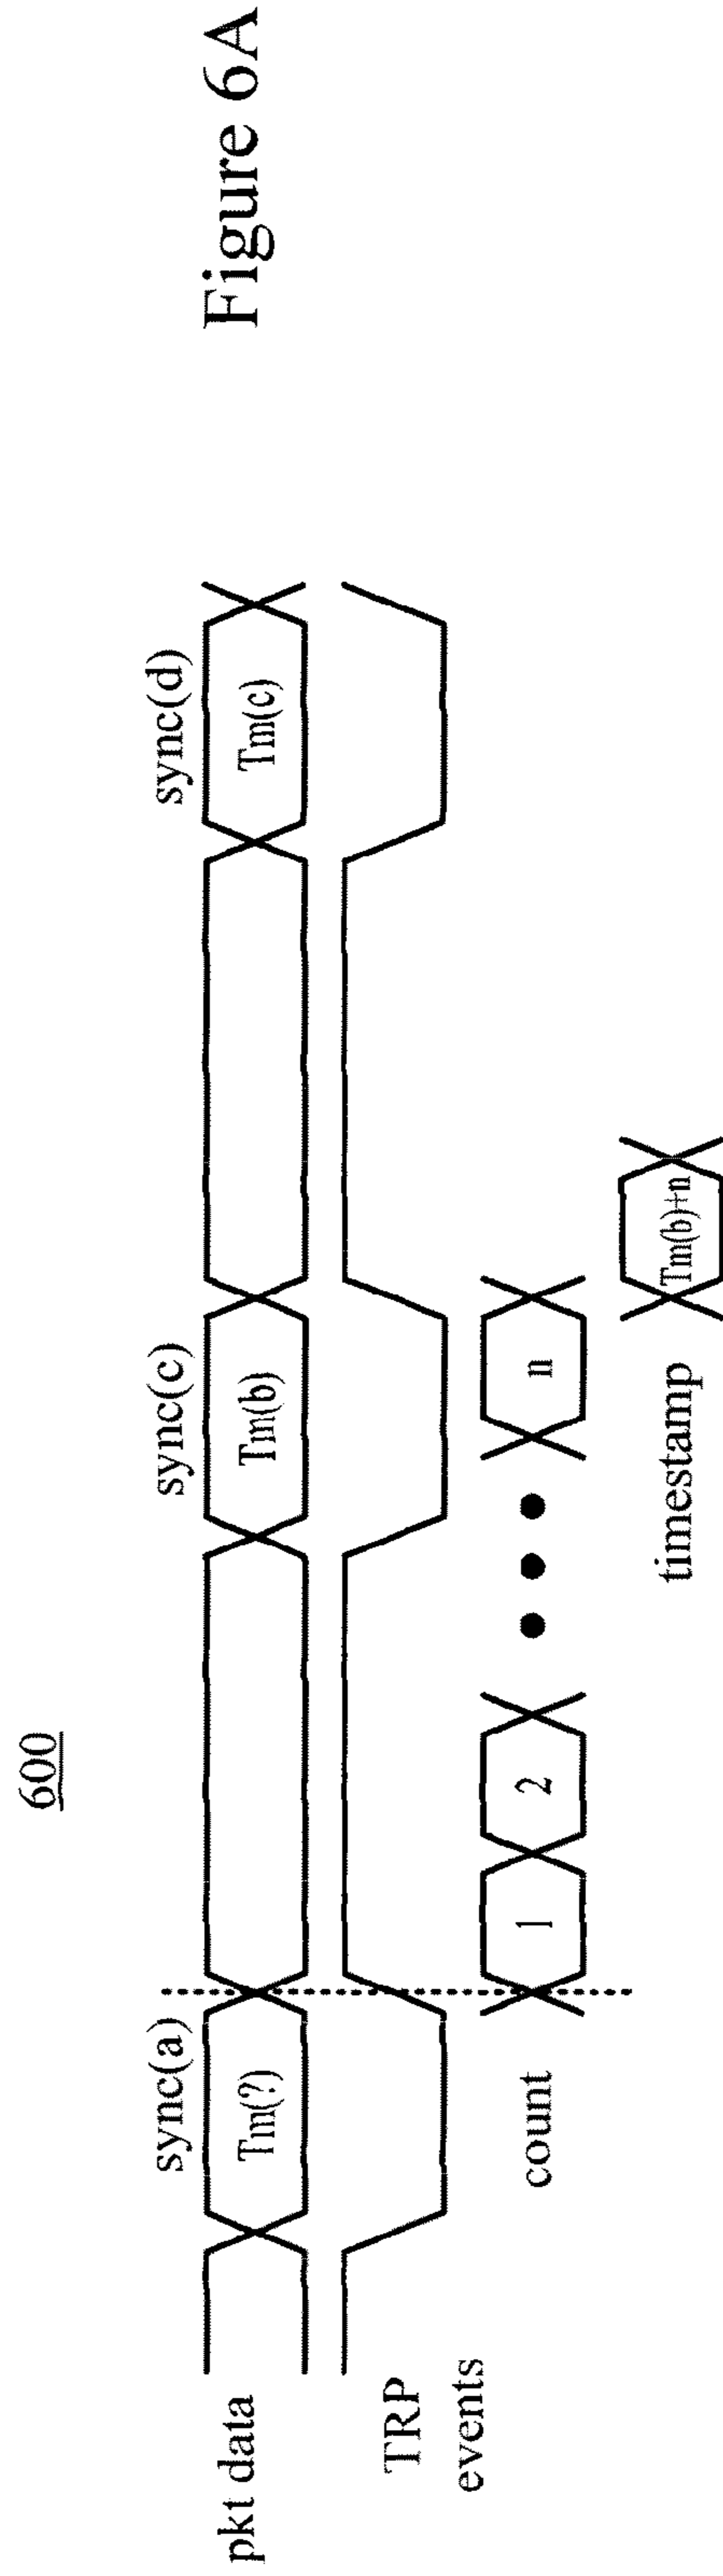 600
sync(a)
sync(c)
sync(d)
pkt data
Tm(?)
Tm(b)
Tm(c)
TRP
events
count
1
2
n
timestamp
Tm(b)+n
Figure 6A